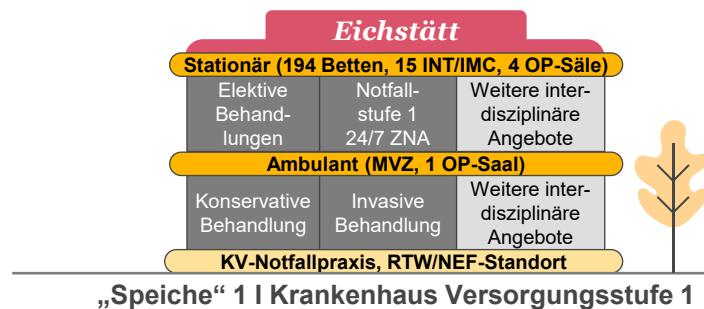 Eichstätt
Stationär (194 Betten, 15 INT/IMC, 4 OP-Säle)
Elektive
Behand-
lungen
Notfall-
stufe 1
24/7 ZNA
Weitere inter-
disziplinäre
Angebote
Ambulant (MVZ, 1 OP-Saal)
Konservative
Behandlung
Invasive
Behandlung
Weitere inter-
disziplinäre
Angebote
KV-Notfallpraxis, RTW/NEF-Standort
„Speiche“ 1 I Krankenhaus Versorgungsstufe 1